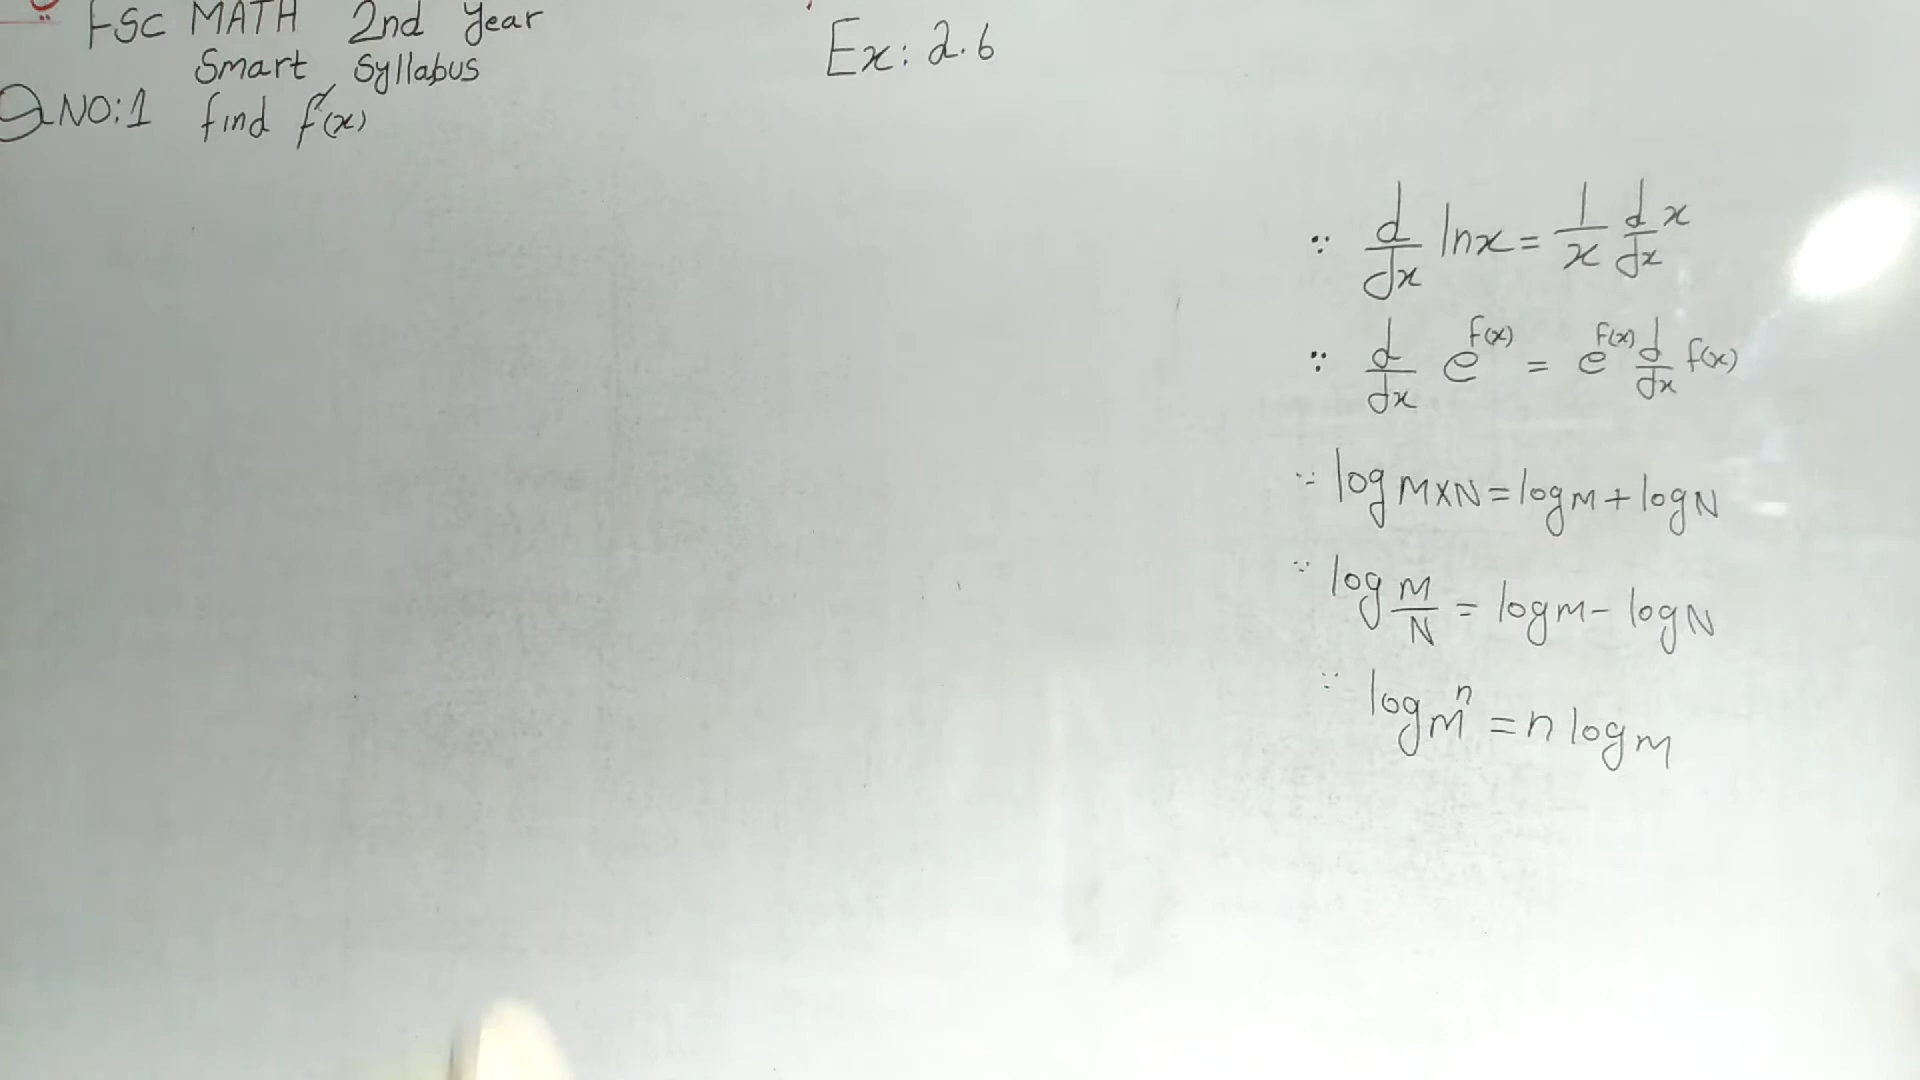 FSC MATH 2nd Year
Smart Syllabus
Ex: 2.6
Q NO:1 find f'(x)
∵ d/dx lnx = 1/x d/dx x
∵ d/dx e^f(x) = e^f(x) d/dx f(x)
∵ log M×N = log M + log N
∵ log M/N = log M - log N
∵ log M^n = n log M